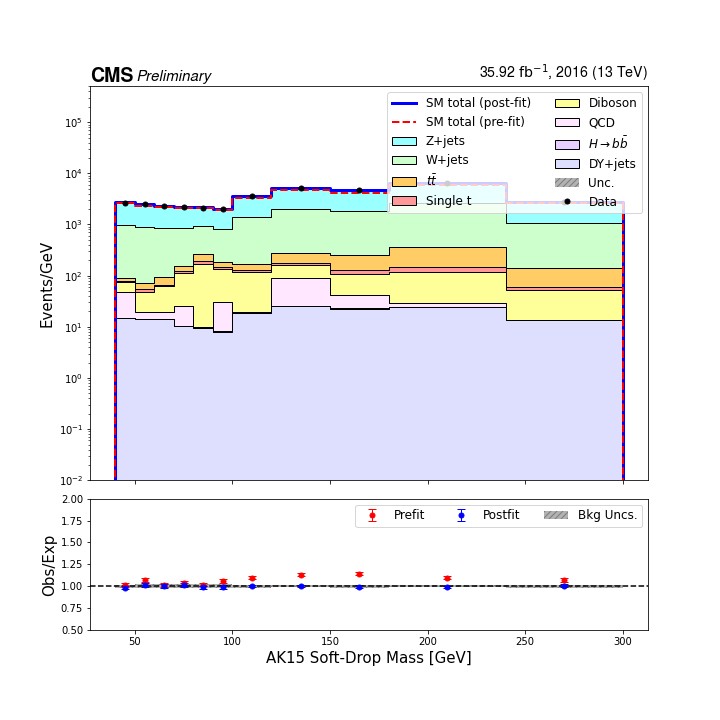 CMS Preliminary
35.92 fb⁻¹, 2016 (13 TeV)
SM total (post-fit)
SM total (pre-fit)
Z+jets
W+jets
tt̄
Single t
Diboson
QCD
H→bb̄
DY+jets
Unc.
Data
Events/GeV
10⁵
10⁴
10³
10²
10¹
10⁰
10⁻¹
10⁻²
Prefit
Postfit
Bkg Uncs.
Obs/Exp
2.00
1.75
1.50
1.25
1.00
0.75
0.50
50 100 150 200 250 300
AK15 Soft-Drop Mass [GeV]